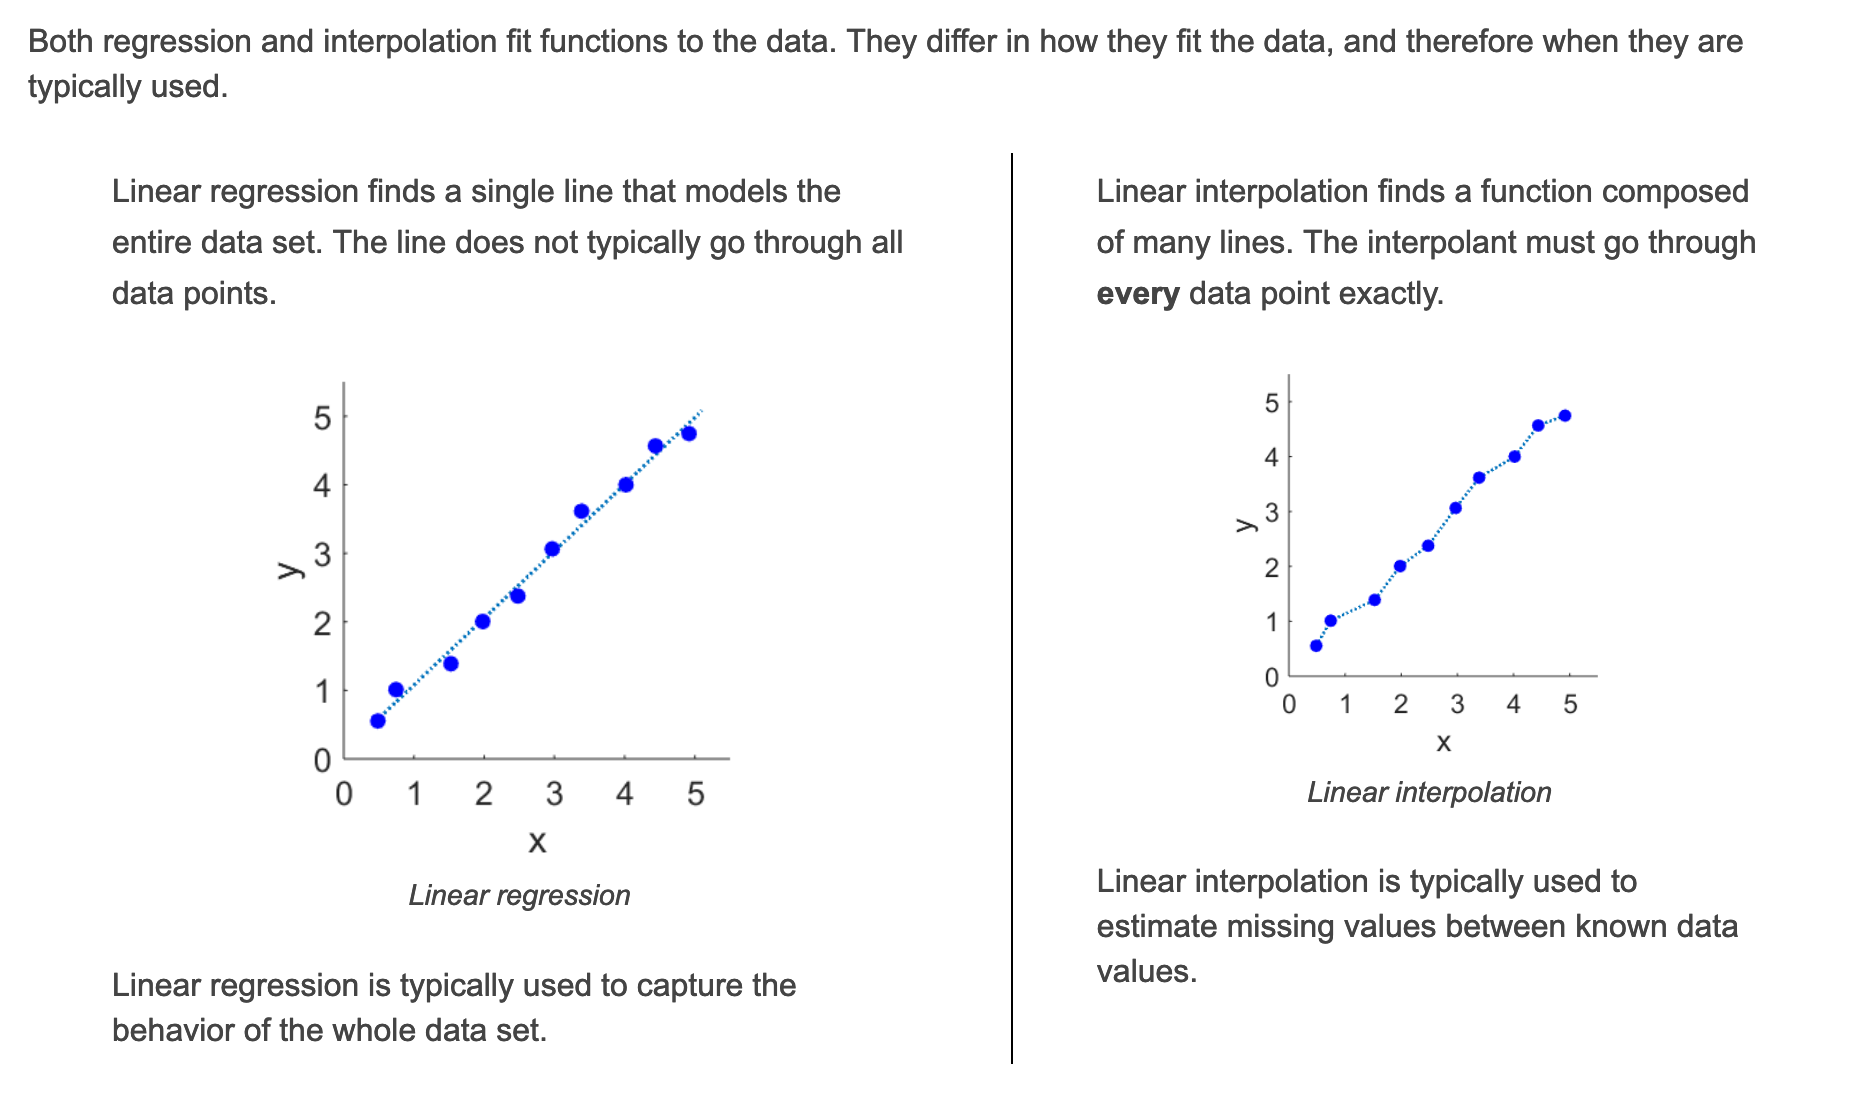 Both regression and interpolation fit functions to the data. They differ in how they fit the data, and therefore when they are
typically used.
Linear regression finds a single line that models the
entire data set. The line does not typically go through all
data points.
5
4
3
2
1
0
y
0 1 2 3 4 5
x
Linear regression
Linear regression is typically used to capture the
behavior of the whole data set.
Linear interpolation finds a function composed
of many lines. The interpolant must go through
every data point exactly.
5
4
3
2
1
0
y
0 1 2 3 4 5
x
Linear interpolation
Linear interpolation is typically used to
estimate missing values between known data
values.